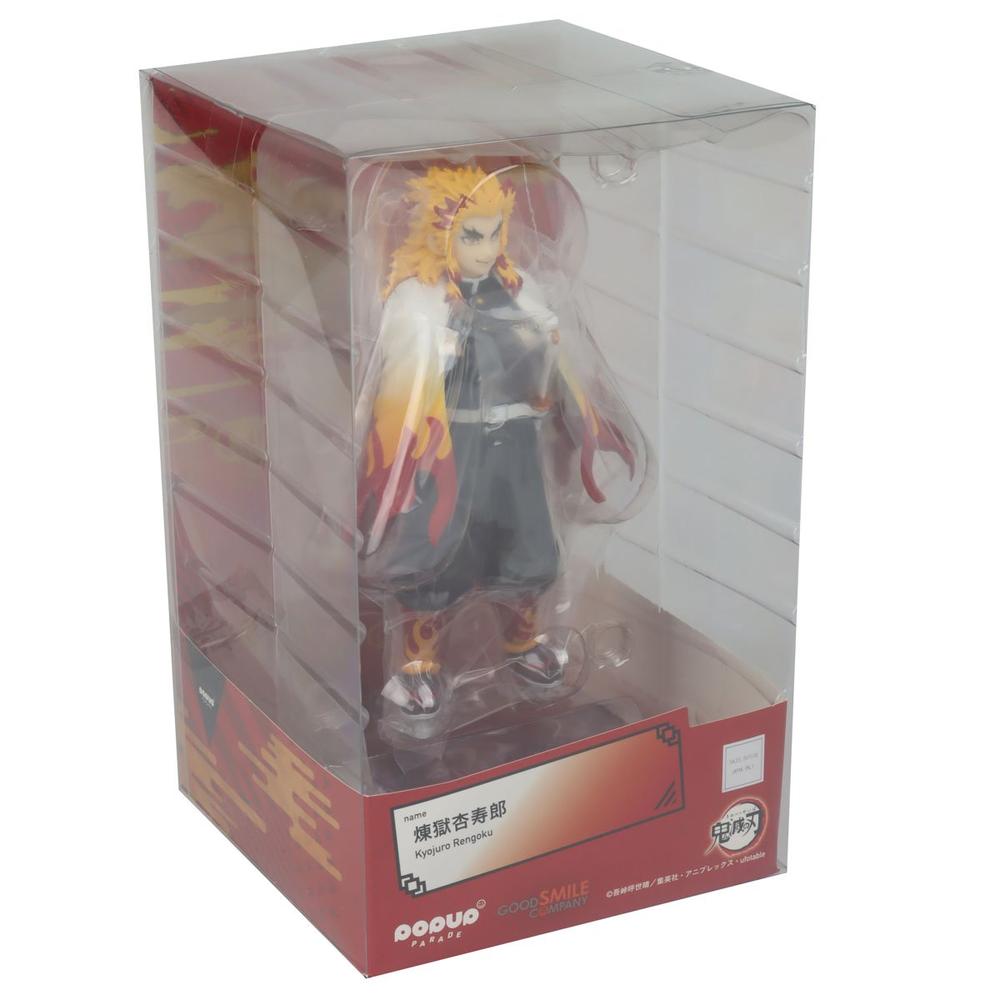 POPUP
name
煉獄杏寿郎
Kyojuro Rengoku
鬼滅の刃
©吾峠呼世晴／集英社・アニプレックス・ufotable
GOOD SMILE
COMPANY
POPUP
PARADE